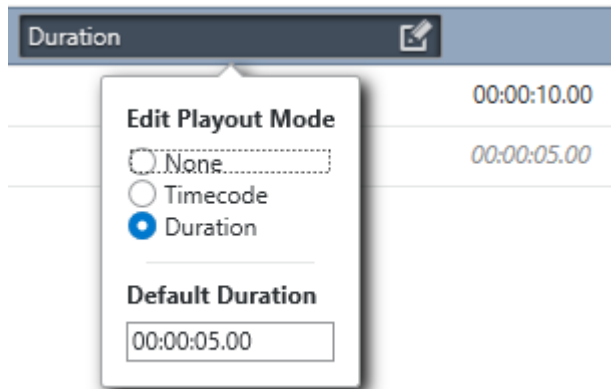 Duration
00:00:10.00
Edit Playout Mode
None
00:00:05.00
Timecode
Duration
Default Duration
00:00:05.00